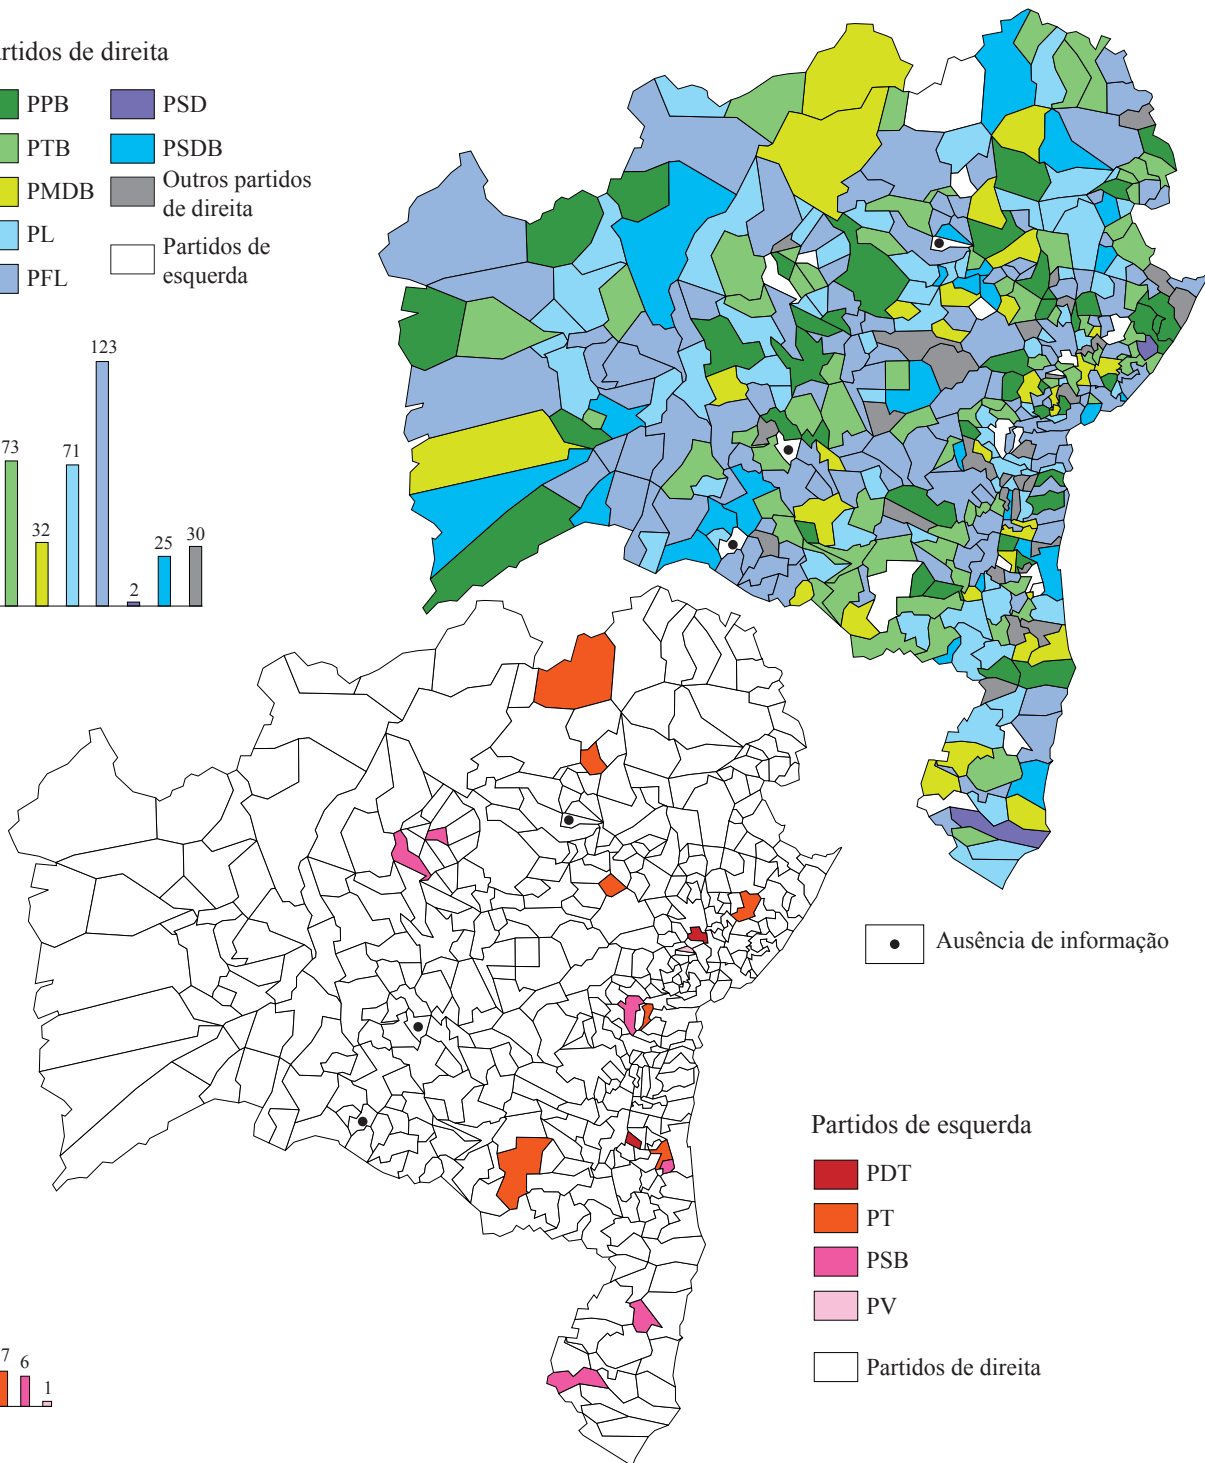 rtidos de direita
PPB
PSD
PTB
PSDB
PMDB
Outros partidos
de direita
PL
Partidos de
esquerda
PFL
73
32
71
123
2
25
30
Ausência de informação
Partidos de esquerda
PDT
PT
PSB
PV
Partidos de direita
7
6
1